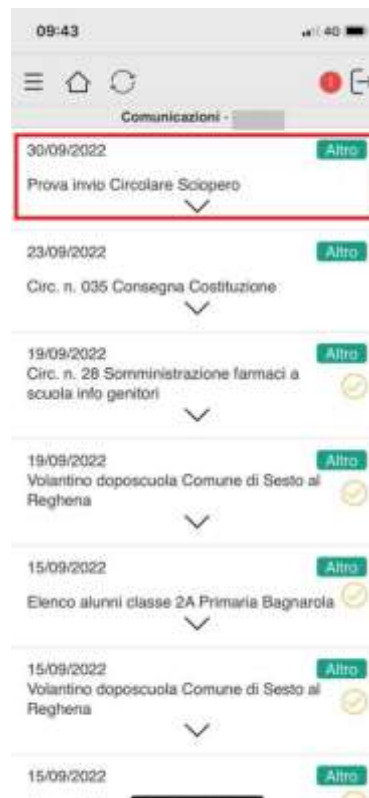 09:43
4G
Comunicazioni -
30/09/2022 Altro
Prova invio Circolare Sciopero
23/09/2022 Altro
Circ. n. 035 Consegna Costituzione
19/09/2022 Altro
Circ. n. 28 Somministrazione farmaci a
scuola info genitori
19/09/2022 Altro
Volantino doposcuola Comune di Sesto al
Reghena
15/09/2022 Altro
Elenco alunni classe 2A Primaria Bagnarola
15/09/2022 Altro
Volantino doposcuola Comune di Sesto al
Reghena
15/09/2022 Altro